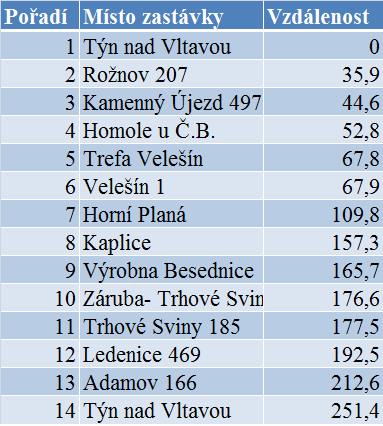 Pořadí Místo zastávky Vzdálenost
1 Týn nad Vltavou 0
2 Rožnov 207 35,9
3 Kamenný Újezd 497 44,6
4 Homole u Č.B. 52,8
5 Trefa Velešín 67,8
6 Velešín 1 67,9
7 Horní Planá 109,8
8 Kaplice 157,3
9 Výrobna Besednice 165,7
10 Záruba- Trhové Svin 176,6
11 Trhové Sviny 185 177,5
12 Ledenice 469 192,5
13 Adamov 166 212,6
14 Týn nad Vltavou 251,4